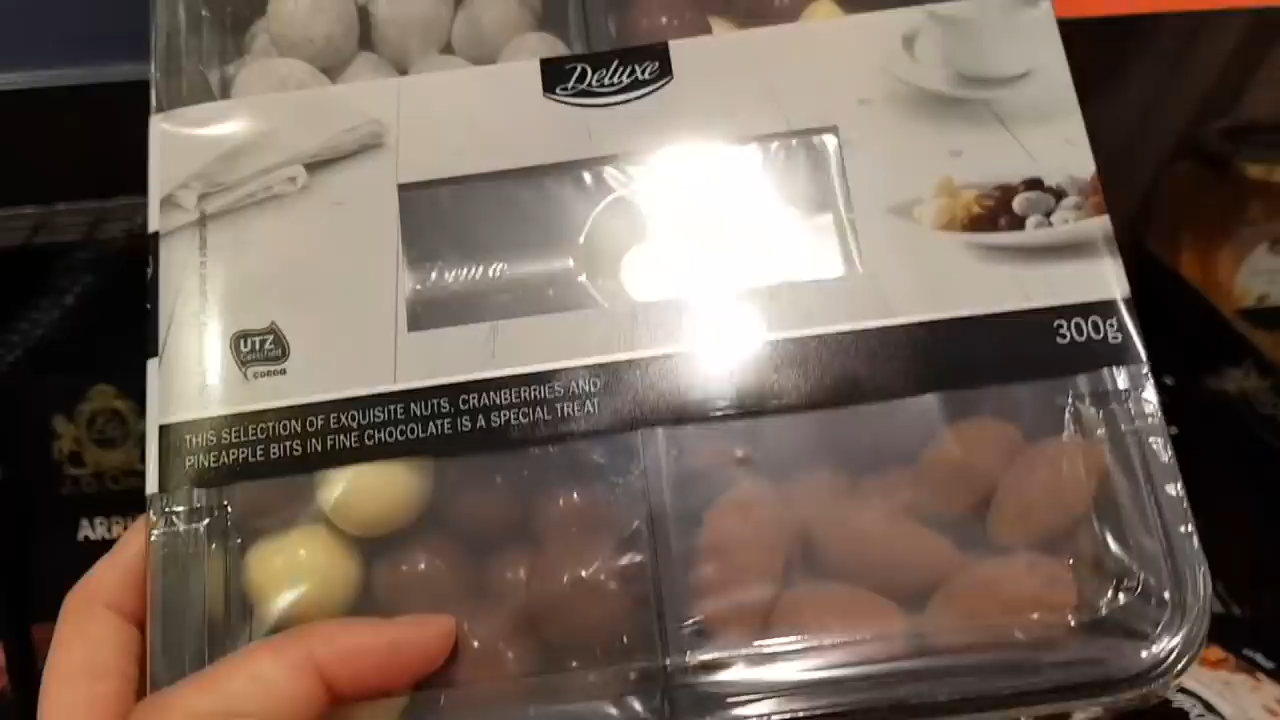 Deluxe
UTZ
Certified
cocoa
300g
THIS SELECTION OF EXQUISITE NUTS, CRANBERRIES AND
PINEAPPLE BITS IN FINE CHOCOLATE IS A SPECIAL TREAT